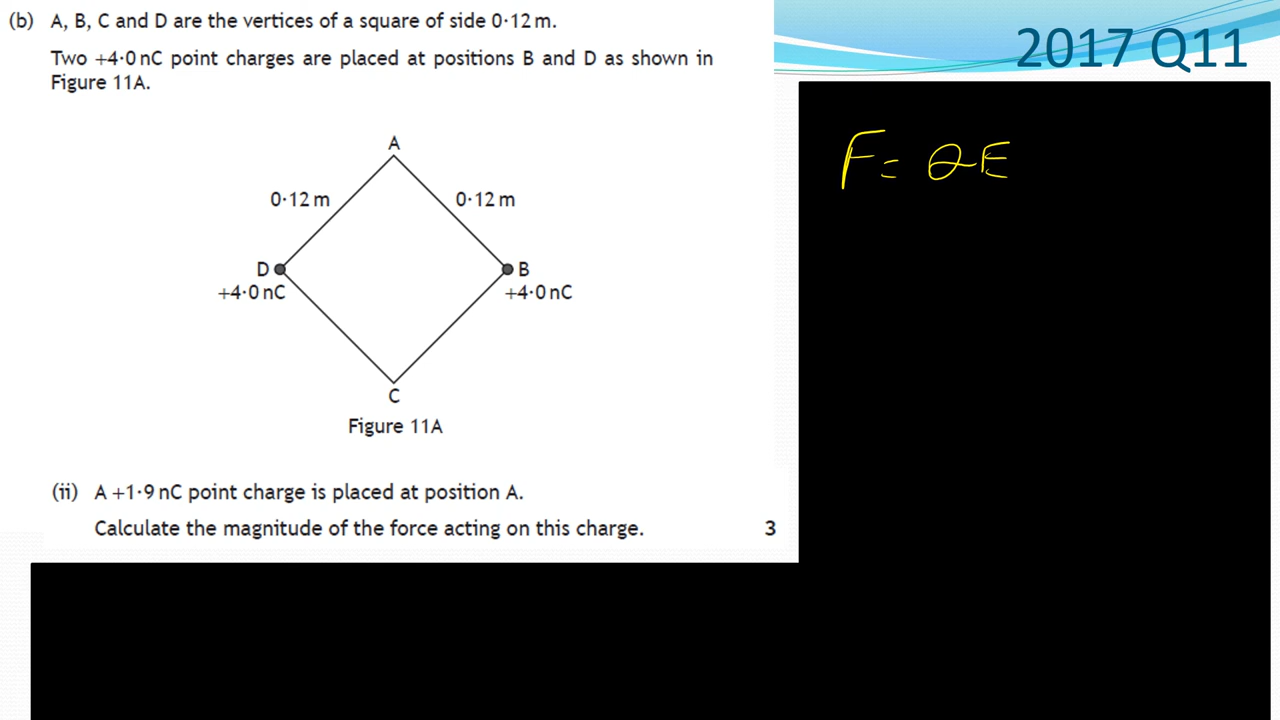 (b) A, B, C and D are the vertices of a square of side 0·12 m.
Two +4·0 nC point charges are placed at positions B and D as shown in
Figure 11A.
2017 Q11
F = QE
A
0·12 m
0·12 m
D
B
+4·0 nC
+4·0 nC
C
Figure 11A
(ii) A +1·9 nC point charge is placed at position A.
Calculate the magnitude of the force acting on this charge. 3